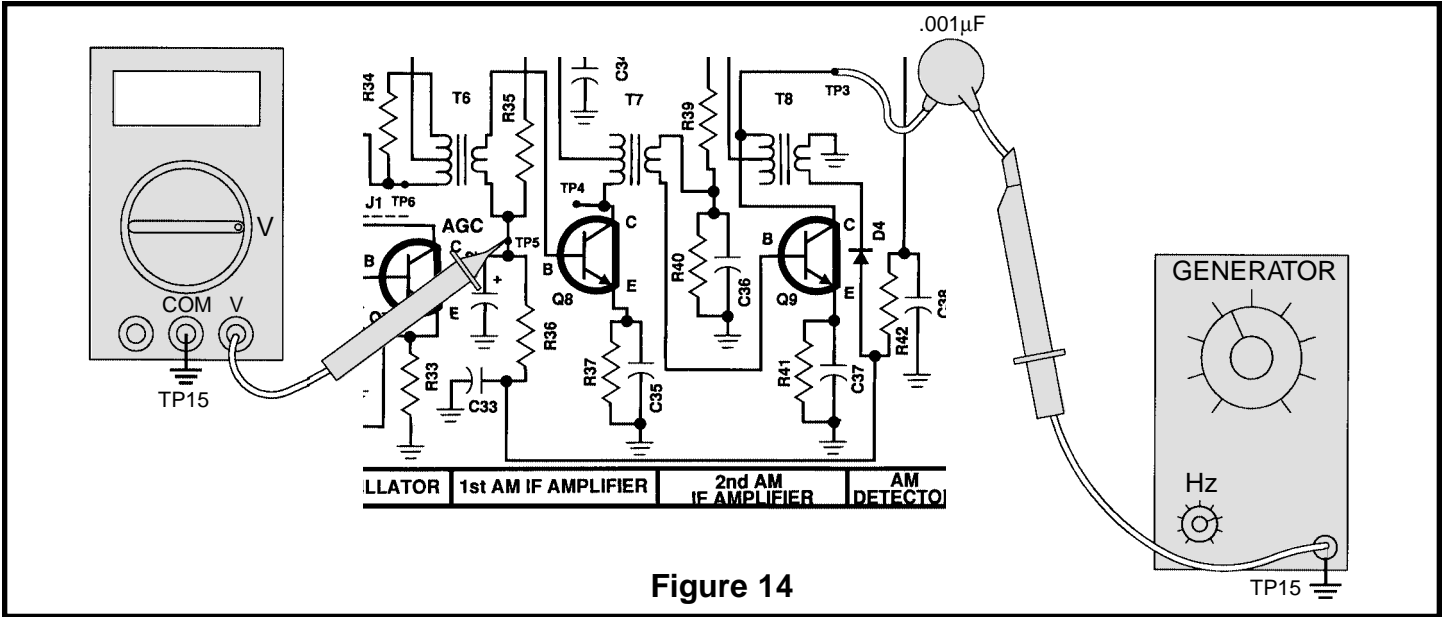 .001µF
R34
T6
R35
C34
T7
R39
T8
TP3
J1 TP6
AGC
TP4
TP5
C
C
C
D4
V
B
B
B
COM V
Q8
E
R40
C36
Q9
E
R42
C38
E
R36
R33
R37
C35
R41
C37
C33
TP15
GENERATOR
Hz
LLATOR
1st AM IF AMPLIFIER
2nd AM
IF AMPLIFIER
AM
DETECTO
Figure 14
TP15